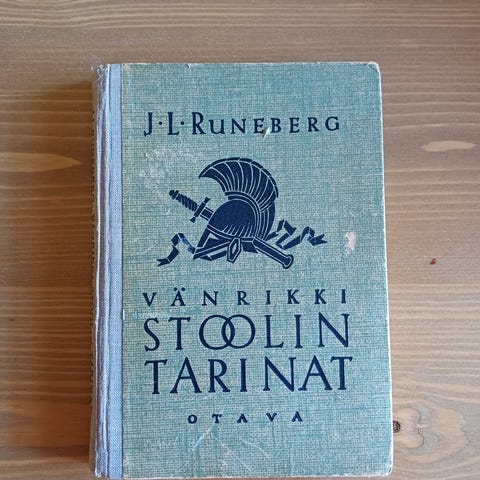 J·L·RUNEBERG
VÄNRIKKI
STOOLIN
TARINAT
OTAVA